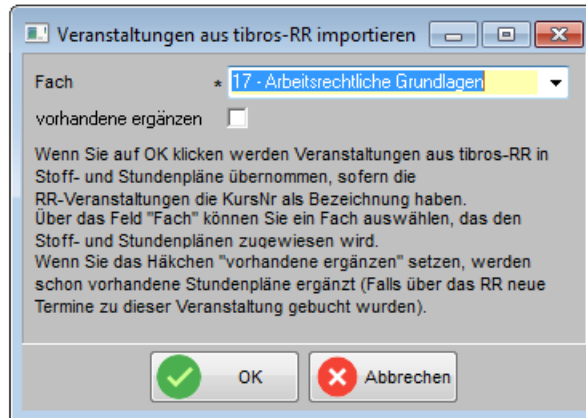 Veranstaltungen aus tibros-RR importieren
Fach * 17 - Arbeitsrechtliche Grundlagen
vorhandene ergänzen
Wenn Sie auf OK klicken werden Veranstaltungen aus tibros-RR in
Stoff- und Stundenpläne übernommen, sofern die
RR-Veranstaltungen die KursNr als Bezeichnung haben.
Über das Feld "Fach" können Sie ein Fach auswählen, das den
Stoff- und Stundenplänen zugewiesen wird.
Wenn Sie das Häkchen "vorhandene ergänzen" setzen, werden
schon vorhandene Stundenpläne ergänzt (Falls über das RR neue
Termine zu dieser Veranstaltung gebucht wurden).
OK Abbrechen